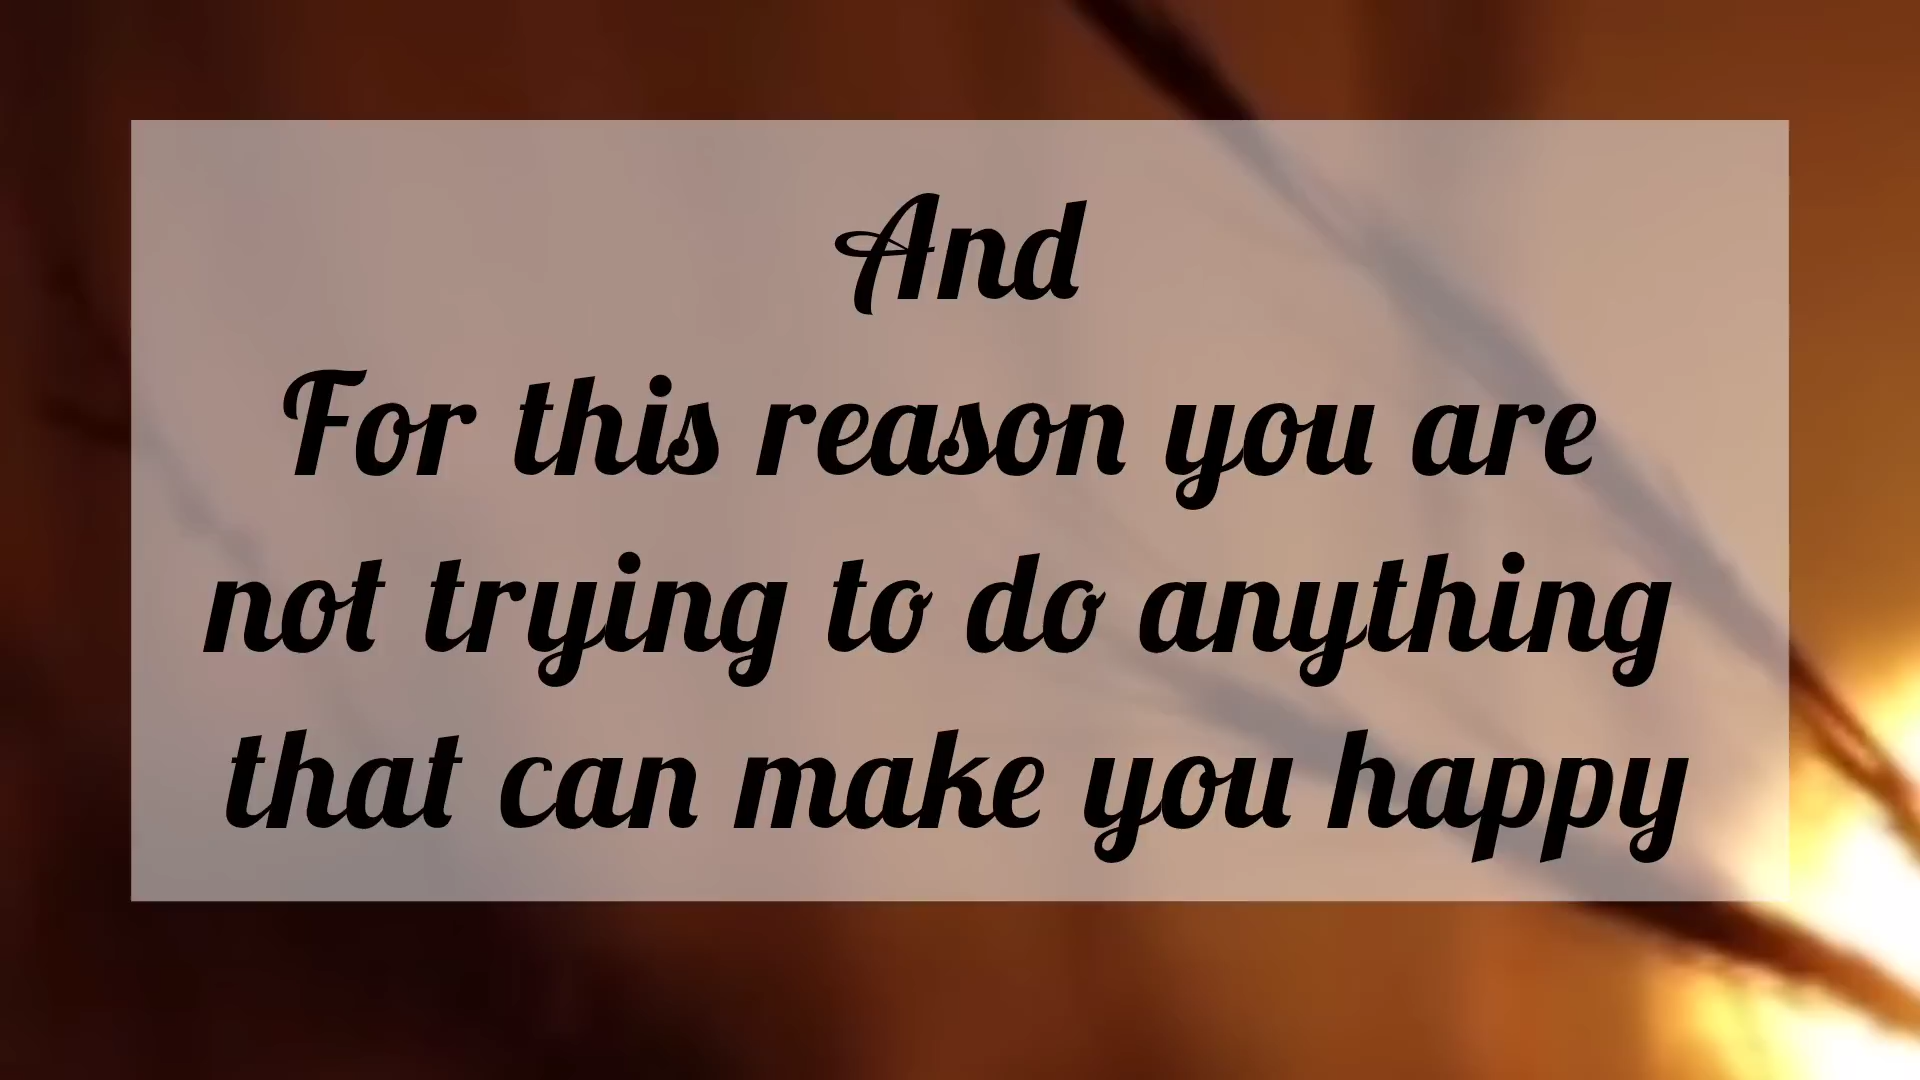 And
For this reason you are
not trying to do anything
that can make you happy